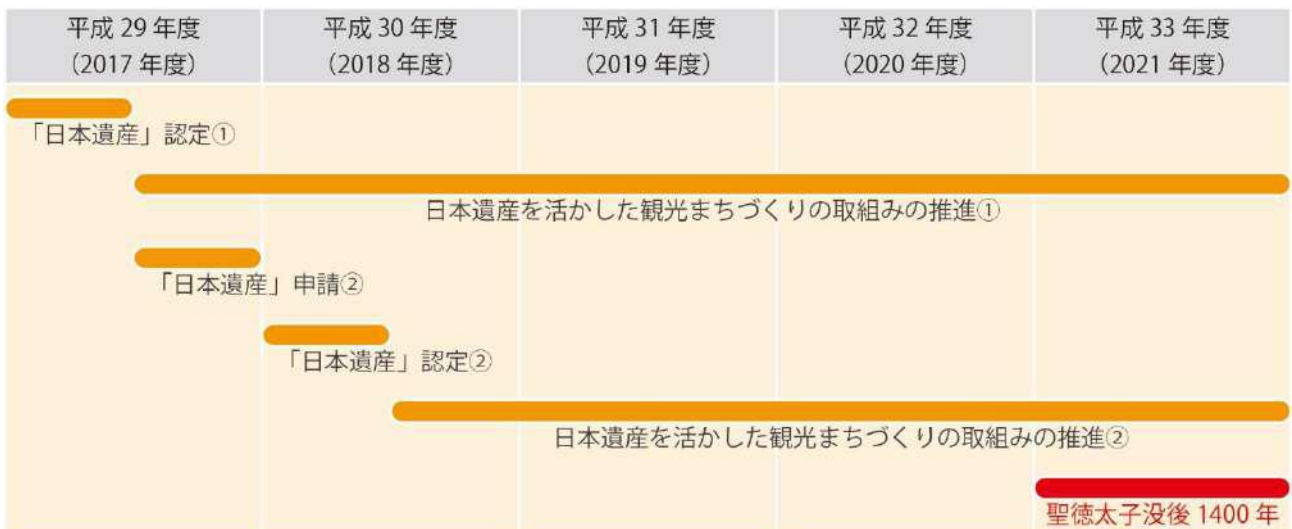 平成 29 年度
（2017 年度）
平成 30 年度
（2018 年度）
平成 31 年度
（2019 年度）
平成 32 年度
（2020 年度）
平成 33 年度
（2021 年度）
「日本遺産」認定①
日本遺産を活かした観光まちづくりの取組みの推進①
「日本遺産」申請②
「日本遺産」認定②
日本遺産を活かした観光まちづくりの取組みの推進②
聖徳太子没後 1400 年